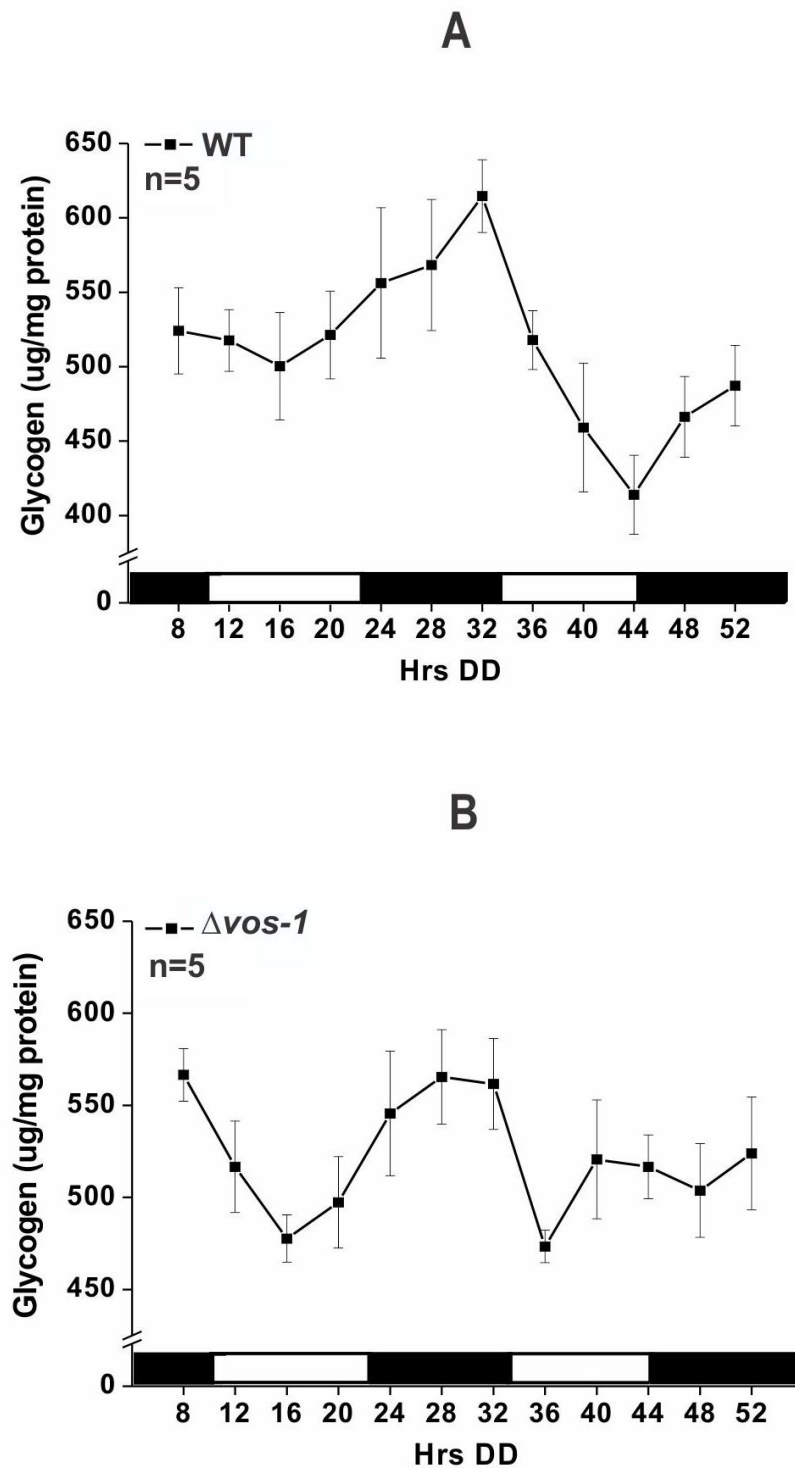 A
WT
n=5
Glycogen (ug/mg protein)
650
600
550
500
450
400
0
8 12 16 20 24 28 32 36 40 44 48 52
Hrs DD
B
Δvos-1
n=5
Glycogen (ug/mg protein)
650
600
550
500
450
0
8 12 16 20 24 28 32 36 40 44 48 52
Hrs DD